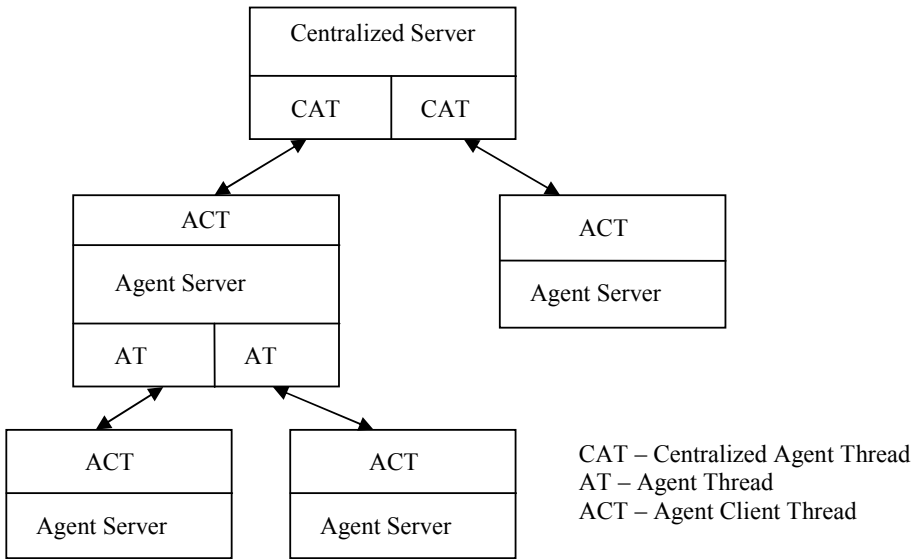 Centralized Server
CAT CAT
ACT
Agent Server
AT AT
ACT
Agent Server
ACT
Agent Server
ACT
Agent Server
CAT – Centralized Agent Thread
AT – Agent Thread
ACT – Agent Client Thread